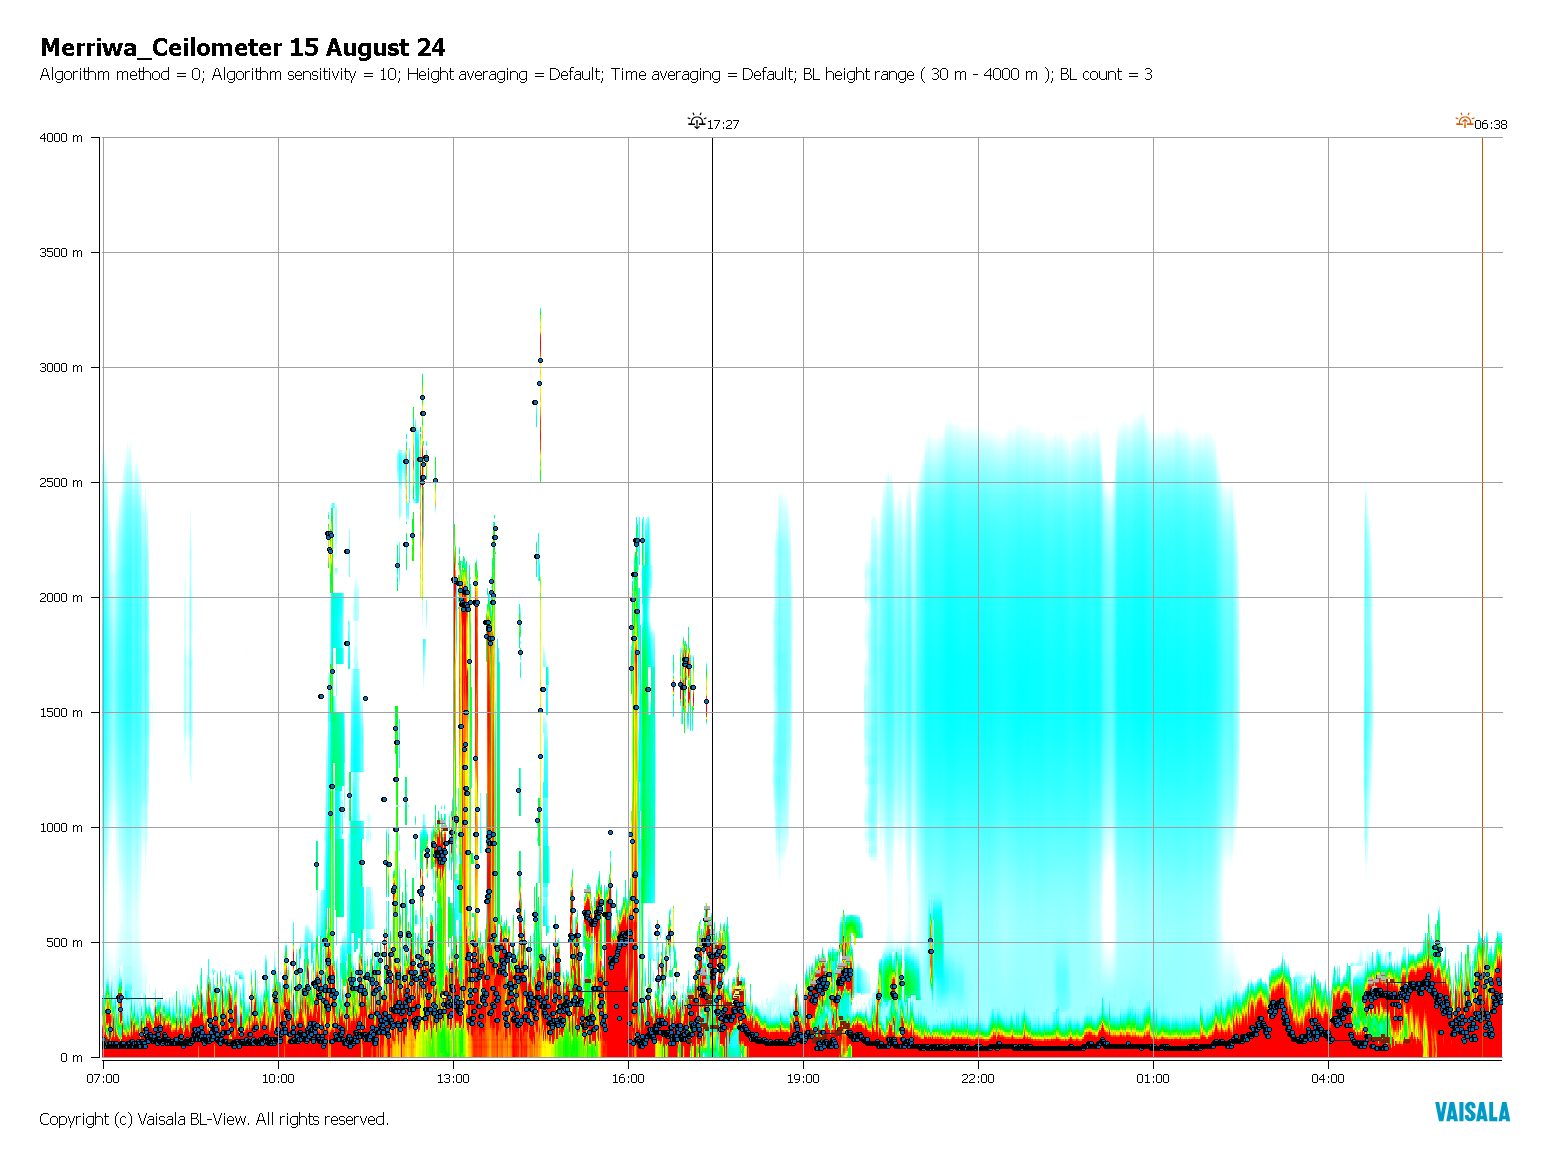 Merriwa_Ceilometer 15 August 24
Algorithm method = 0; Algorithm sensitivity = 10; Height averaging = Default; Time averaging = Default; BL height range ( 30 m - 4000 m ); BL count = 3
17:27
06:38
4000 m
3500 m
3000 m
2500 m
2000 m
1500 m
1000 m
500 m
0 m
07:00 10:00 13:00 16:00 19:00 22:00 01:00 04:00
Copyright (c) Vaisala BL-View. All rights reserved.
VAISALA